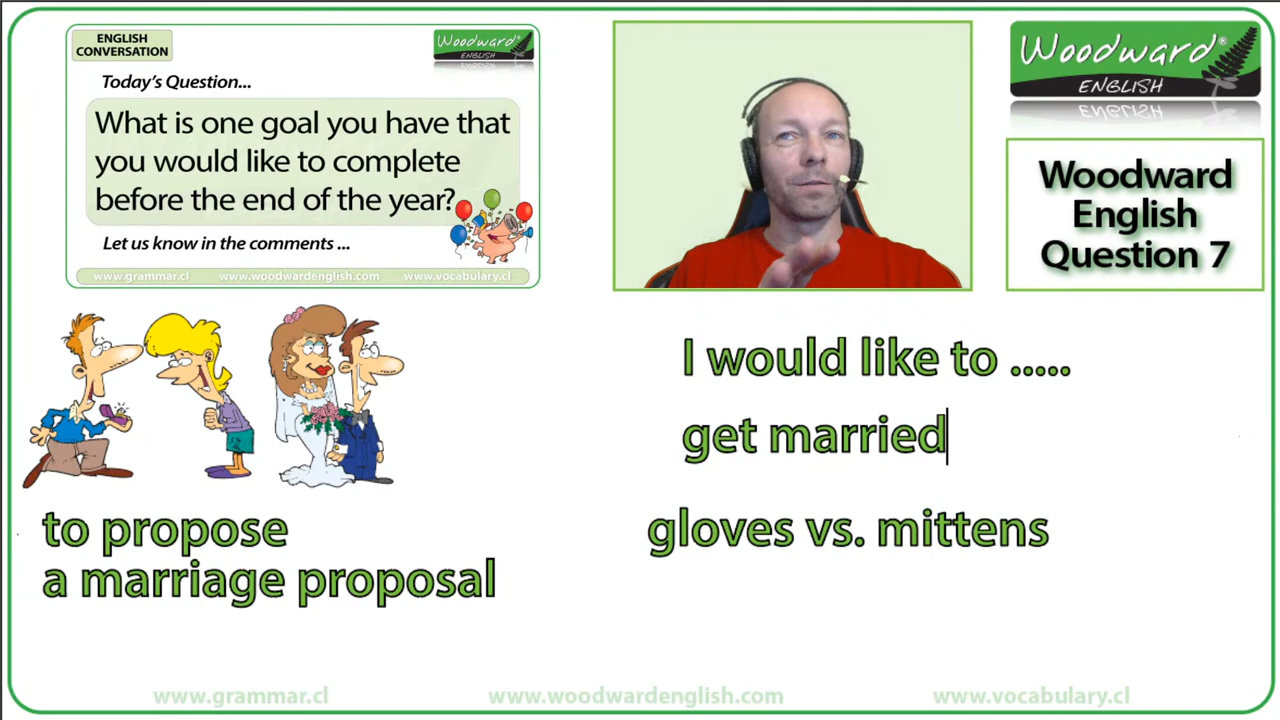 ENGLISH
CONVERSATION
Woodward®
ENGLISH
Today's Question...
What is one goal you have that
you would like to complete
before the end of the year?
Let us know in the comments ...
www.grammar.cl www.woodwardenglish.com www.vocabulary.cl
Woodward®
ENGLISH
Woodward
English
Question 7
I would like to .....
get married
to propose
a marriage proposal
gloves vs. mittens
www.grammar.cl www.woodwardenglish.com www.vocabulary.cl